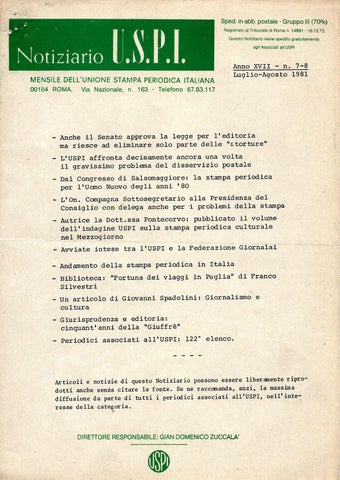 Sped. in abb. postale - Gruppo III (70%)
Registrato al Tribunale di Roma n. 14861 - 16.12.72
Questo Notiziario viene spedito gratuitamente
agli Associati all'USPI
Notiziario U.S.P.I.
MENSILE DELL'UNIONE STAMPA PERIODICA ITALIANA
00184 ROMA, Via Nazionale, n. 163 - Telefono 67.83.117
Anno XVII - n. 7-8
Luglio-Agosto 1981
- Anche il Senato approva la legge per l'editoria
ma riesce ad eliminare solo parte delle "storture"
- L'USPI affronta decisamente ancora una volta
il gravissimo problema del disservizio postale
- Dal Congresso di Salsomaggiore: la stampa periodica
per l'Uomo Nuovo degli anni '80
- L'On. Compagna Sottosegretario alla Presidenza del
Consiglio con delega anche per i problemi della stampa
- Autrice la Dott.ssa Pontecorvo: pubblicato il volume
dell'indagine USPI sulla stampa periodica culturale
nel Mezzogiorno
- Avviate intese tra l'USPI e la Federazione Giornalai
- Andamento della stampa periodica in Italia
- Biblioteca: "Fortuna dei viaggi in Puglia" di Franco
Silvestri
- Un articolo di Giovanni Spadolini: Giornalismo e
cultura
- Giurisprudenza e editoria:
cinquant'anni della "Giuffrè"
- Periodici associati all'USPI: 122° elenco.
- - - -
Articoli e notizie di questo Notiziario possono essere liberamente ripro-
dotti anche senza citare la fonte. Se ne raccomanda, anzi, la massima
diffusione da parte di tutti i periodici associati all'USPI, nell'inte-
resse della categoria.
DIRETTORE RESPONSABILE: GIAN DOMENICO ZUCCALA'
USPI